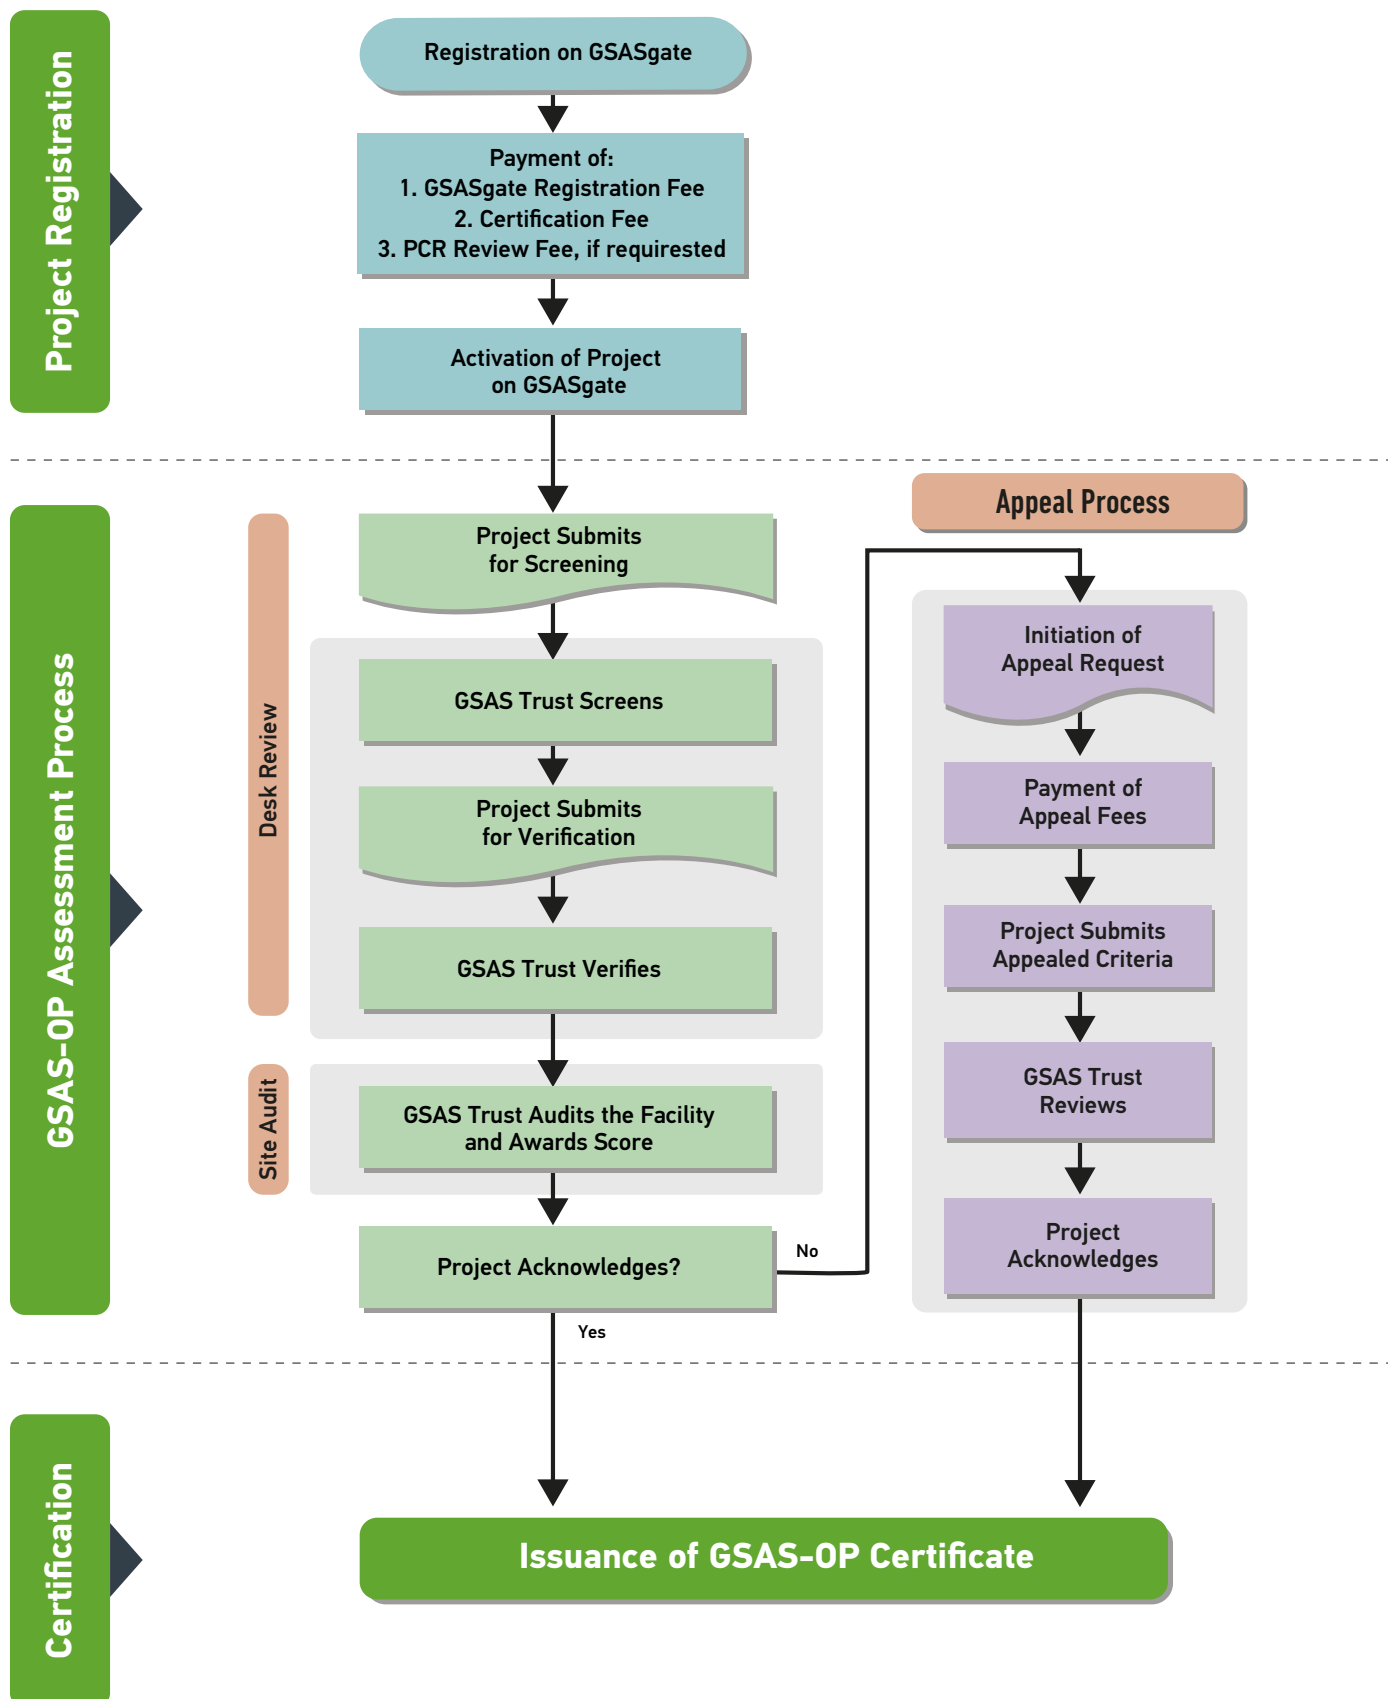 Project Registration
Registration on GSASgate
Payment of:
1. GSASgate Registration Fee
2. Certification Fee
3. PCR Review Fee, if requirested
Activation of Project
on GSASgate
GSAS-OP Assessment Process
Desk Review
Project Submits
for Screening
GSAS Trust Screens
Project Submits
for Verification
GSAS Trust Verifies
Site Audit
GSAS Trust Audits the Facility
and Awards Score
Project Acknowledges?
No
Yes
Appeal Process
Initiation of
Appeal Request
Payment of
Appeal Fees
Project Submits
Appealed Criteria
GSAS Trust
Reviews
Project
Acknowledges
Certification
Issuance of GSAS-OP Certificate